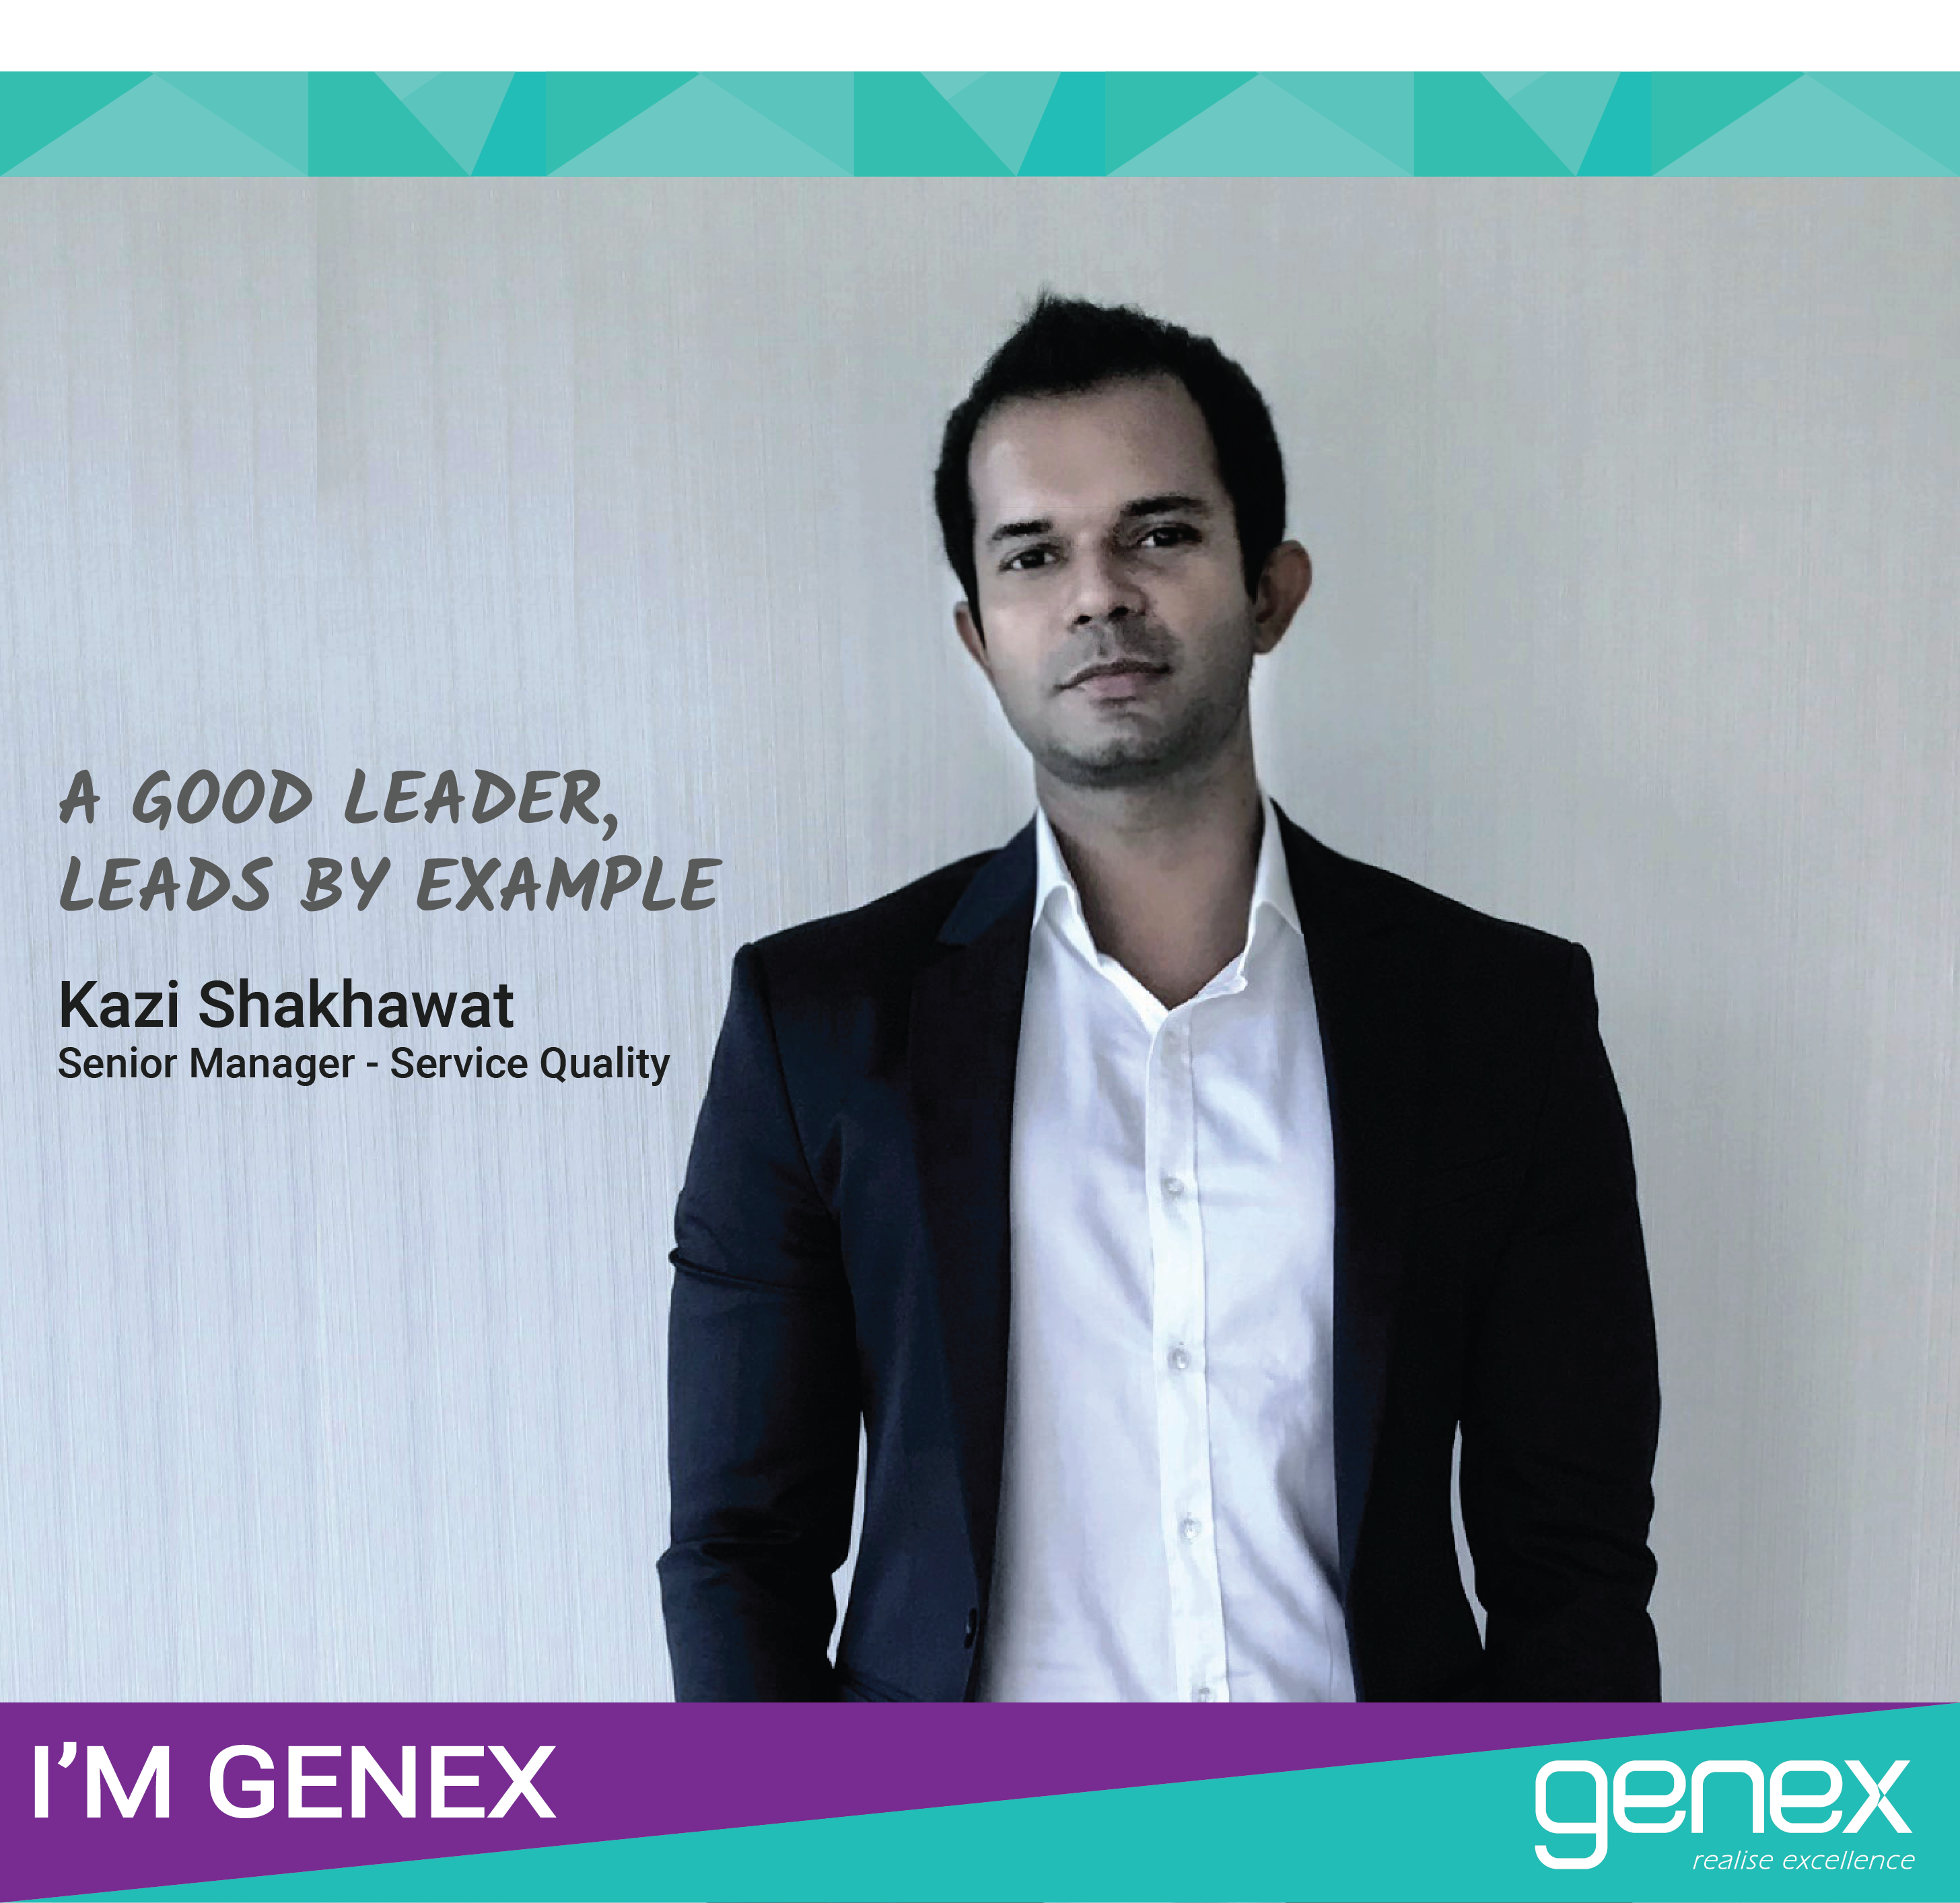 A GOOD LEADER,
LEADS BY EXAMPLE
Kazi Shakhawat
Senior Manager - Service Quality
I'M GENEX
genex
realise excellence